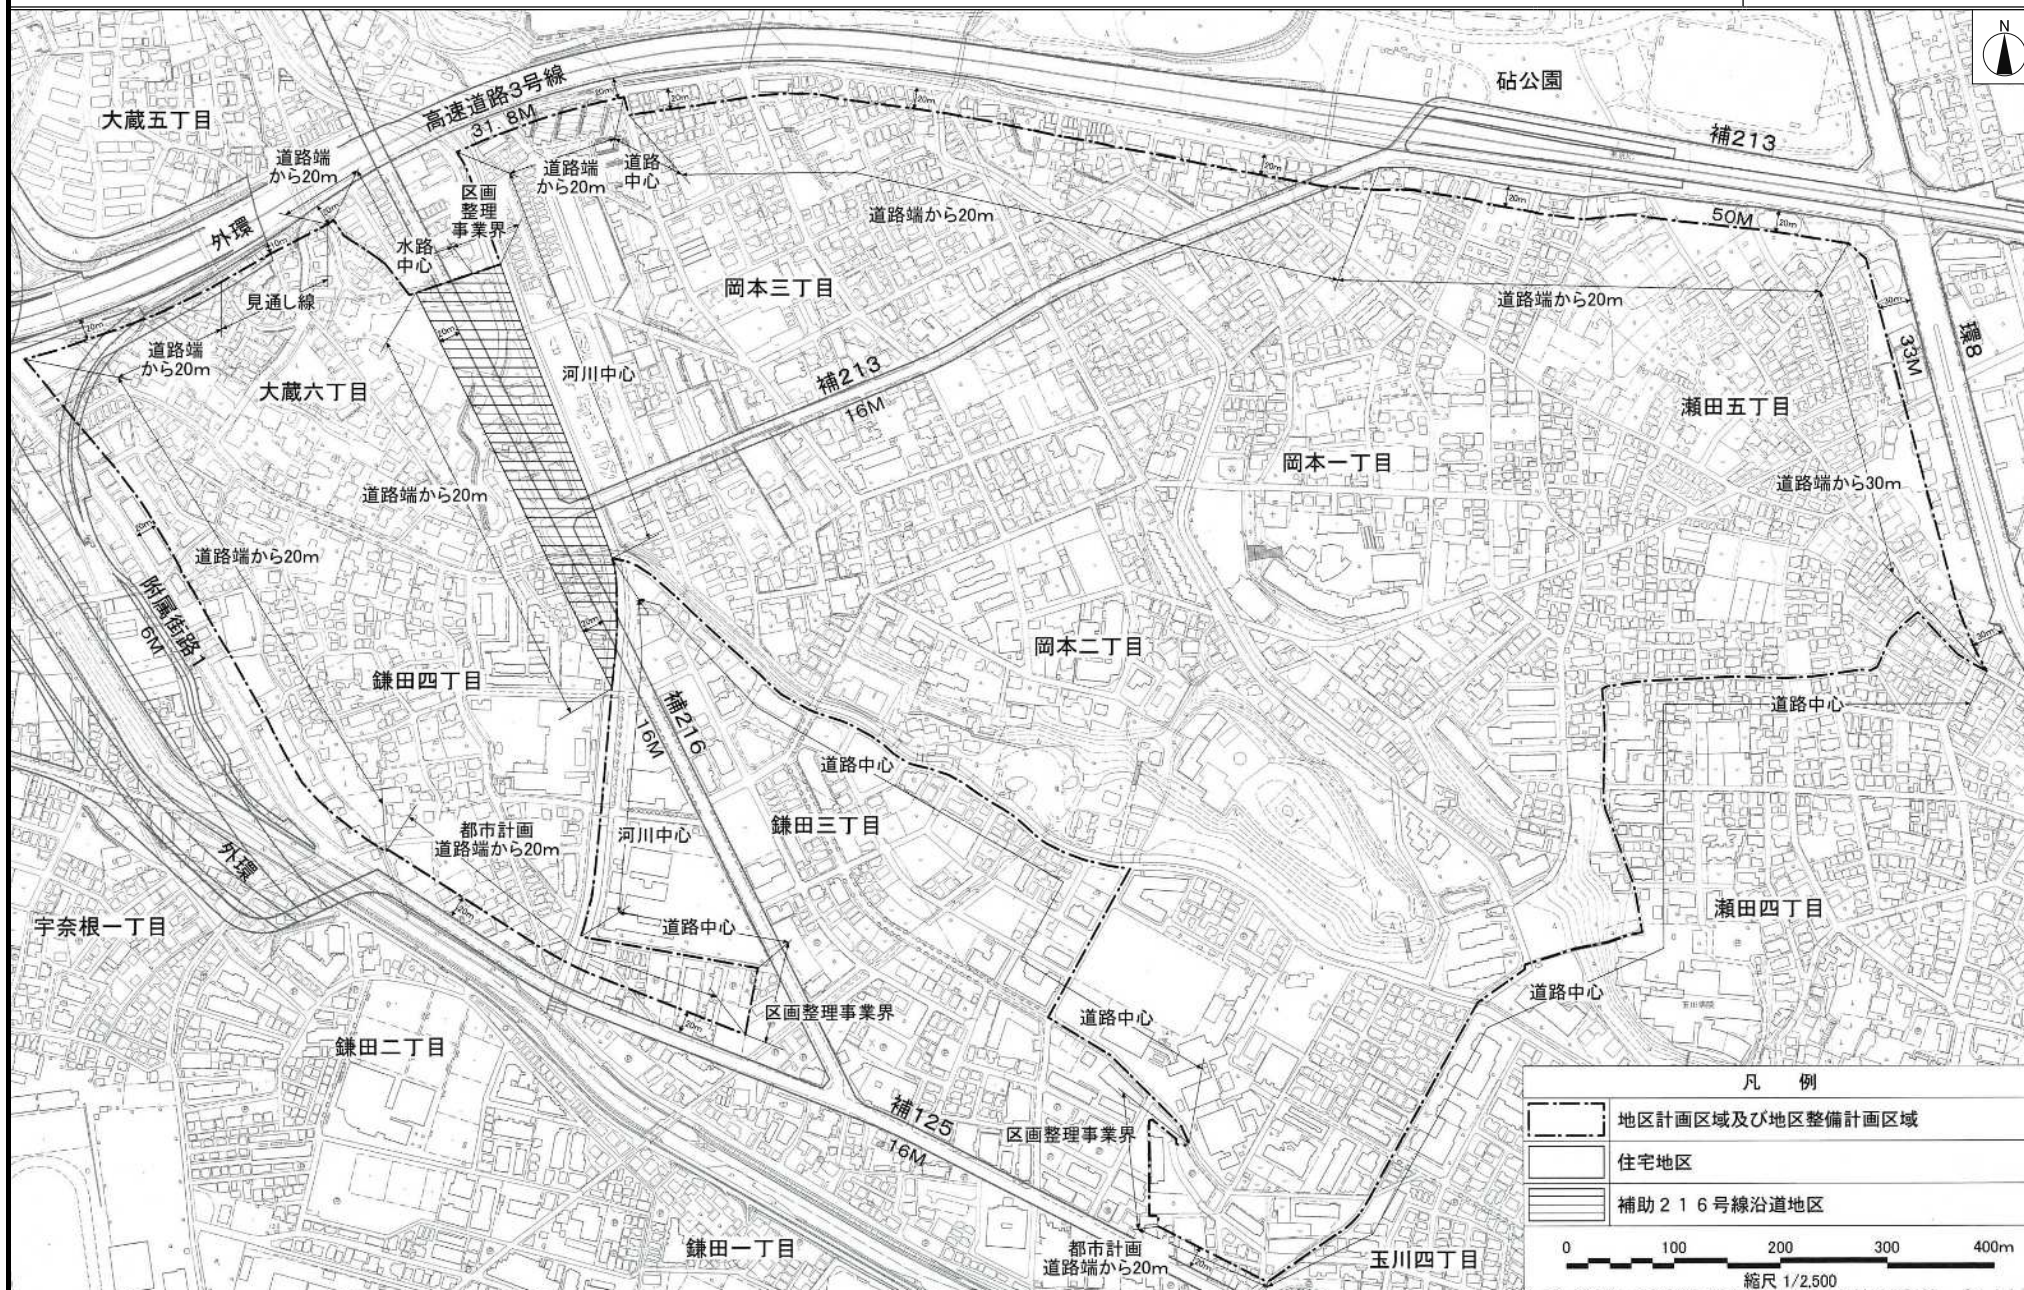 N
砧公園
大蔵五丁目
高速道路3号線
31.8M
補213
道路端
から20m
道路端
から20m
道路
中心
区画
整理
事業界
道路端から20m
50M
外環
水路
中心
岡本三丁目
見通し線
道路端から20m
環8
33M
道路端
から20m
河川中心
大蔵六丁目
補213
16M
瀬田五丁目
岡本一丁目
道路端から20m
道路端から30m
道路端から20m
附属街路1
6M
岡本二丁目
鎌田四丁目
補216
16M
道路中心
道路中心
都市計画
道路端から20m
河川中心
鎌田三丁目
外環
宇奈根一丁目
道路中心
瀬田四丁目
道路中心
区画整理事業界
道路中心
鎌田二丁目
補125
16M
区画整理事業界
鎌田一丁目
都市計画
道路端から20m
玉川四丁目
凡 例
地区計画区域及び地区整備計画区域
住宅地区
補助216号線沿道地区
0 100 200 300 400m
縮尺 1/2,500